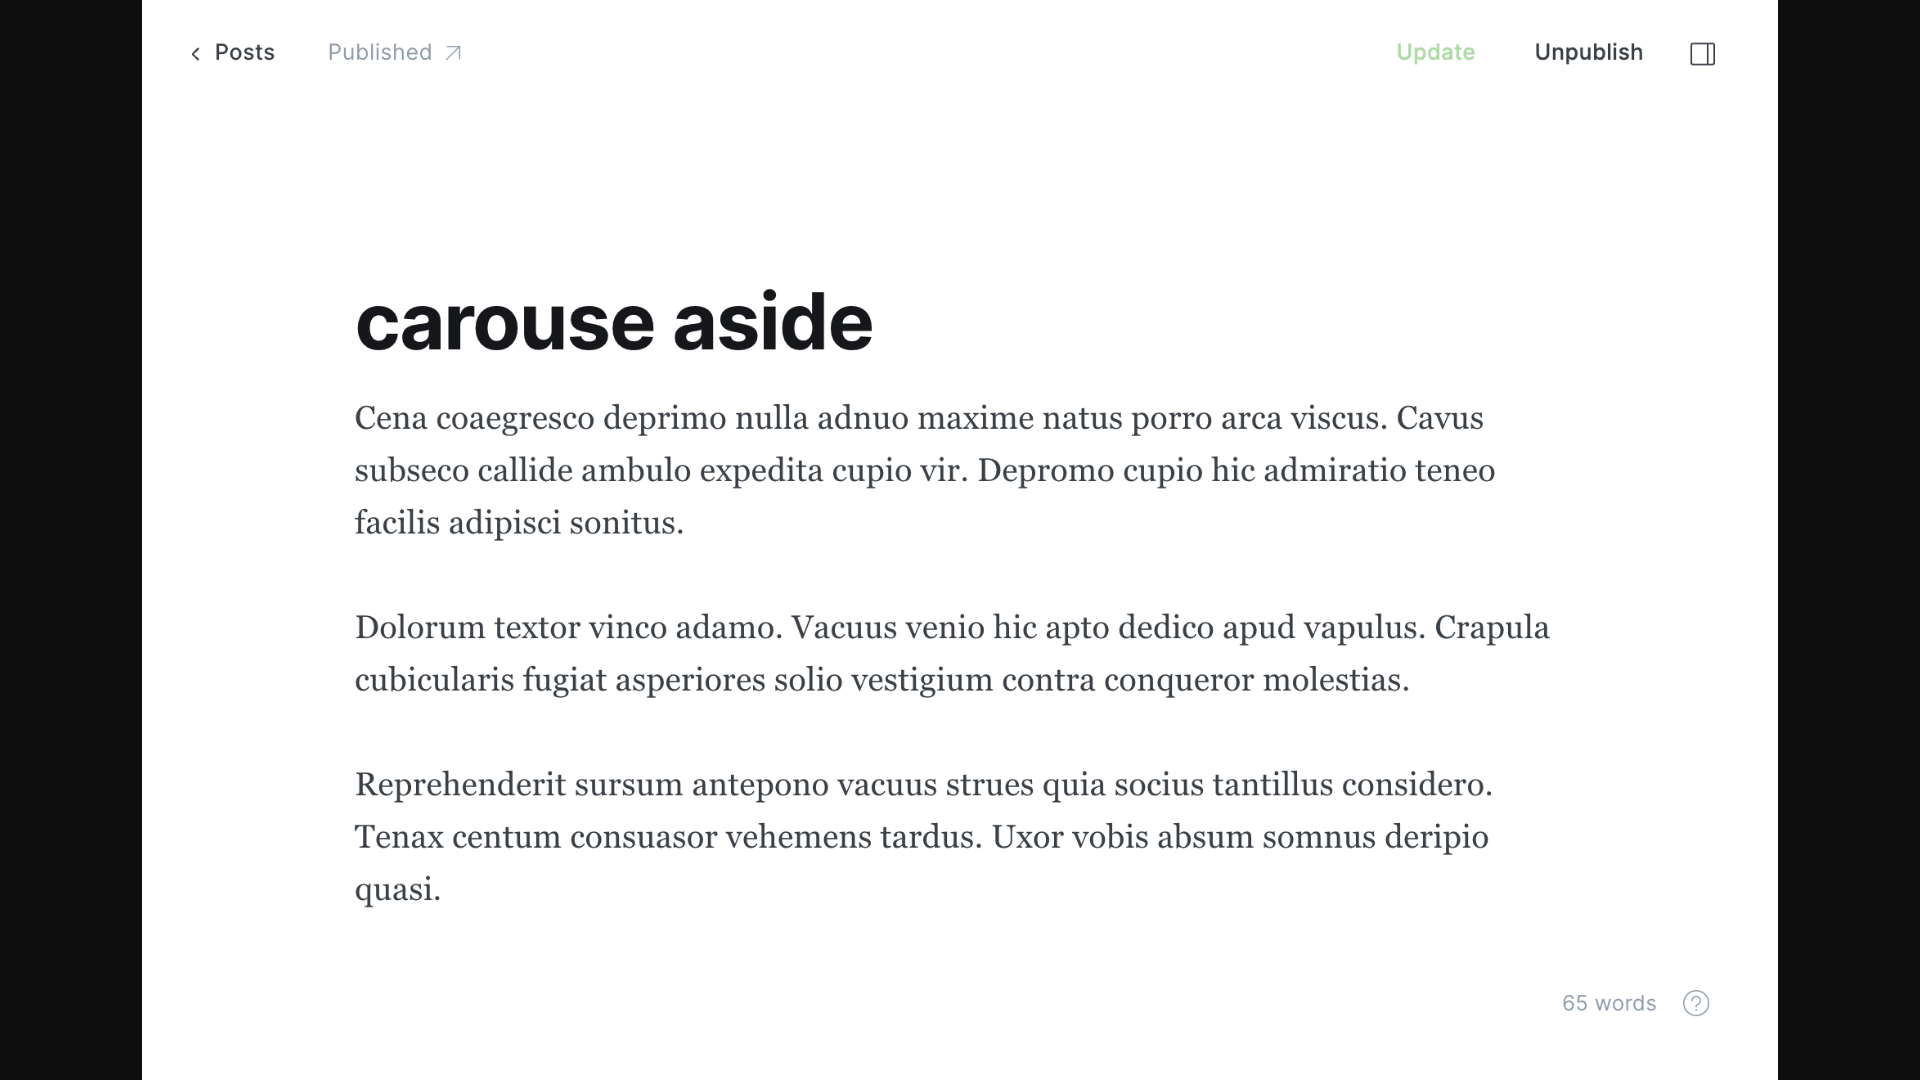 Posts
Published
Update
Unpublish
carouse aside
Cena coaegresco deprimo nulla adnuo maxime natus porro arca viscus. Cavus
subseco callide ambulo expedita cupio vir. Depromo cupio hic admiratio teneo
facilis adipisci sonitus.
Dolorum textor vinco adamo. Vacuus venio hic apto dedico apud vapulus. Crapula
cubicularis fugiat asperiores solio vestigium contra conqueror molestias.
Reprehenderit sursum antepono vacuus strues quia socius tantillus considero.
Tenax centum consuasor vehemens tardus. Uxor vobis absum somnus deripio
quasi.
65 words